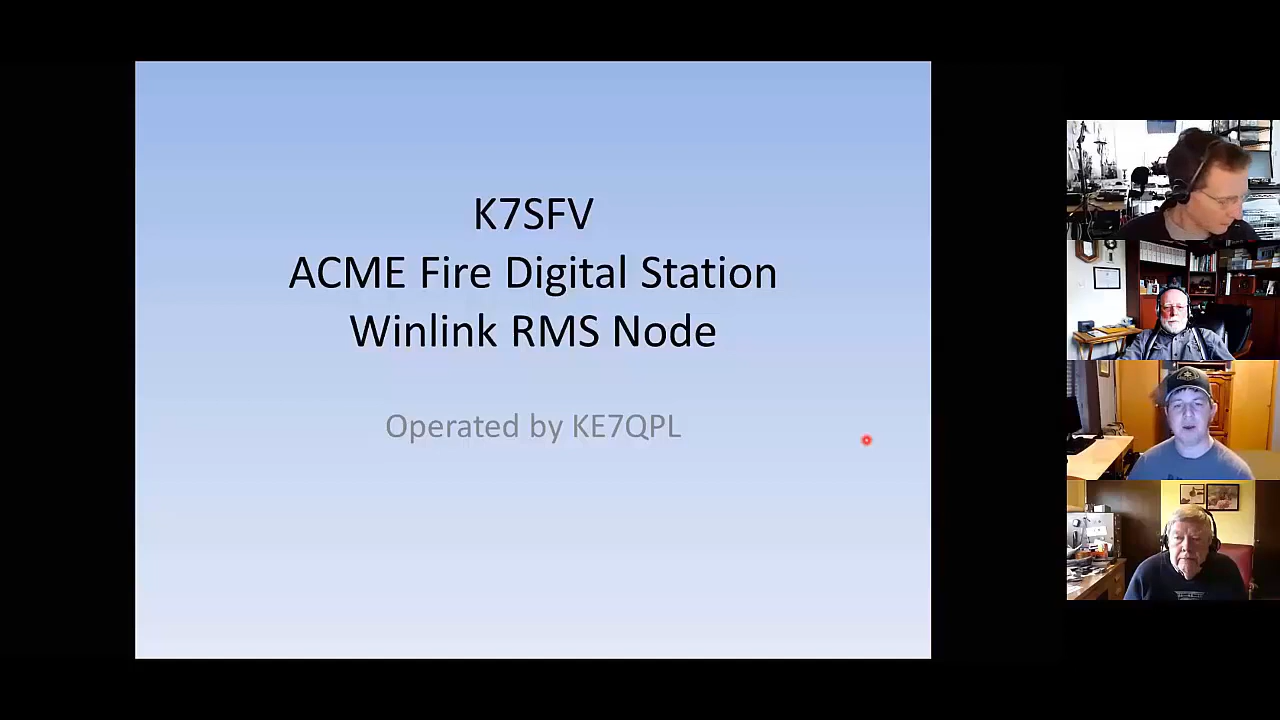 K7SFV
ACME Fire Digital Station
Winlink RMS Node
Operated by KE7QPL